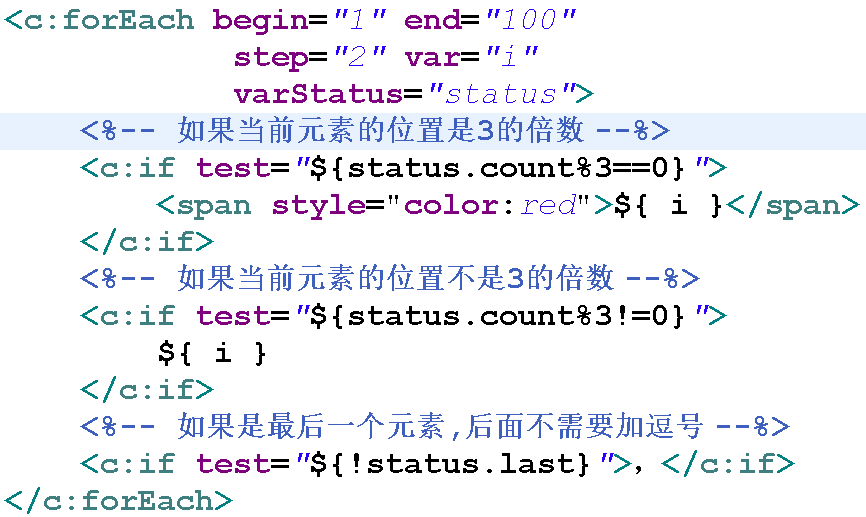 <c:forEach begin="1" end="100"
step="2" var="i"
varStatus="status">
<%-- 如果当前元素的位置是3的倍数 --%>
<c:if test="${status.count%3==0}">
<span style="color:red">${ i }</span>
</c:if>
<%-- 如果当前元素的位置不是3的倍数 --%>
<c:if test="${status.count%3!=0}">
${ i }
</c:if>
<%-- 如果是最后一个元素,后面不需要加逗号 --%>
<c:if test="${!status.last}">，</c:if>
</c:forEach>